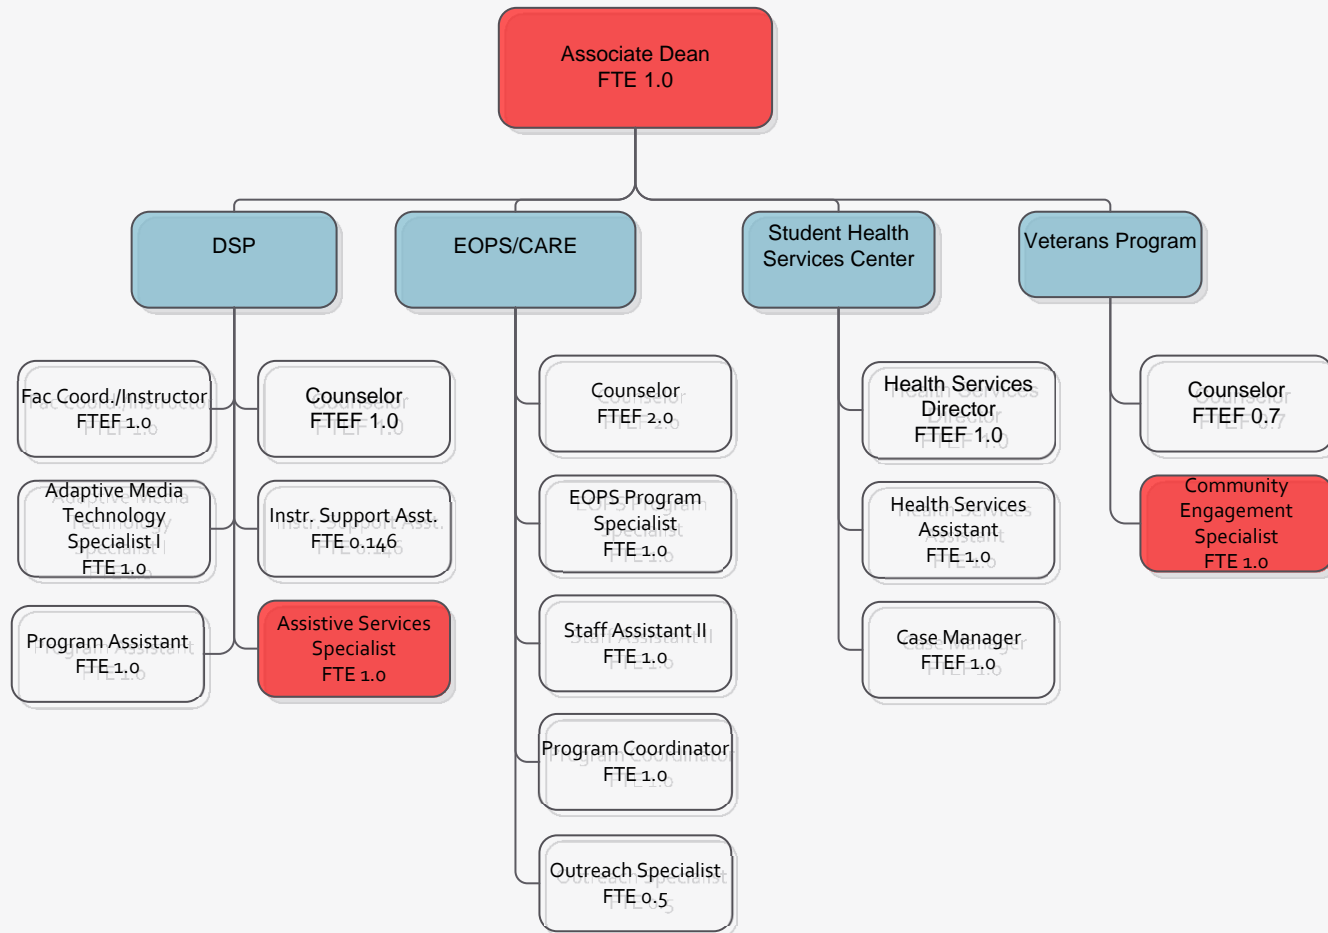 Associate Dean
FTE 1.0
DSP
EOPS/CARE
Student Health
Services Center
Veterans Program
Fac Coord./Instructor
FTEF 1.0
Counselor
FTEF 1.0
Adaptive Media
Technology
Specialist I
FTE 1.0
Instr. Support Asst.
FTE 0.146
Program Assistant
FTE 1.0
Assistive Services
Specialist
FTE 1.0
Counselor
FTEF 2.0
EOPS Program
Specialist
FTE 1.0
Staff Assistant II
FTE 1.0
Program Coordinator
FTE 1.0
Outreach Specialist
FTE 0.5
Health Services
Director
FTEF 1.0
Health Services
Assistant
FTE 1.0
Case Manager
FTEF 1.0
Counselor
FTEF 0.7
Community
Engagement
Specialist
FTE 1.0